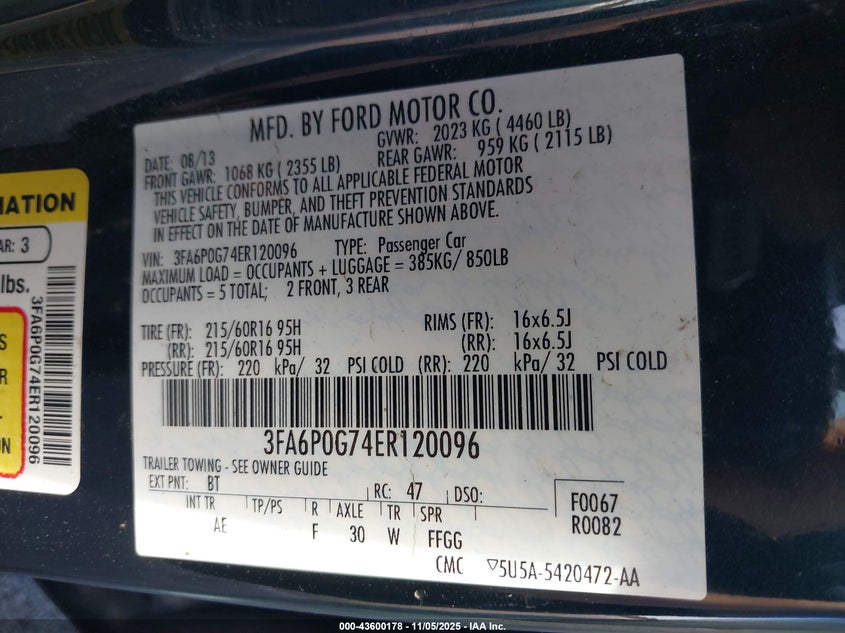 MFD. BY FORD MOTOR CO.
DATE: 08/13
GVWR: 2023 KG ( 4460 LB)
FRONT GAWR: 1068 KG ( 2355 LB)
REAR GAWR: 959 KG ( 2115 LB)
THIS VEHICLE CONFORMS TO ALL APPLICABLE FEDERAL MOTOR
VEHICLE SAFETY, BUMPER, AND THEFT PREVENTION STANDARDS
IN EFFECT ON THE DATE OF MANUFACTURE SHOWN ABOVE.
VIN: 3FA6P0G74ER120096 TYPE: Passenger Car
MAXIMUM LOAD = OCCUPANTS + LUGGAGE = 385KG/ 850LB
OCCUPANTS = 5 TOTAL; 2 FRONT, 3 REAR
TIRE (FR): 215/60R16 95H RIMS (FR): 16x6.5J
(RR): 215/60R16 95H (RR): 16x6.5J
PRESSURE (FR): 220 kPa/ 32 PSI COLD (RR): 220 kPa/ 32 PSI COLD
3FA6P0G74ER120096
TRAILER TOWING - SEE OWNER GUIDE
EXT PNT: BT RC: 47 DSO:
INT TR TP/PS R AXLE TR SPR
AE F 30 W FFGG
F0067
R0082
CMC ▽5U5A-5420472-AA
AR: 3
lbs.
3FA6P0G74ER120096
000-43600178 - 11/05/2025 - IAA Inc.